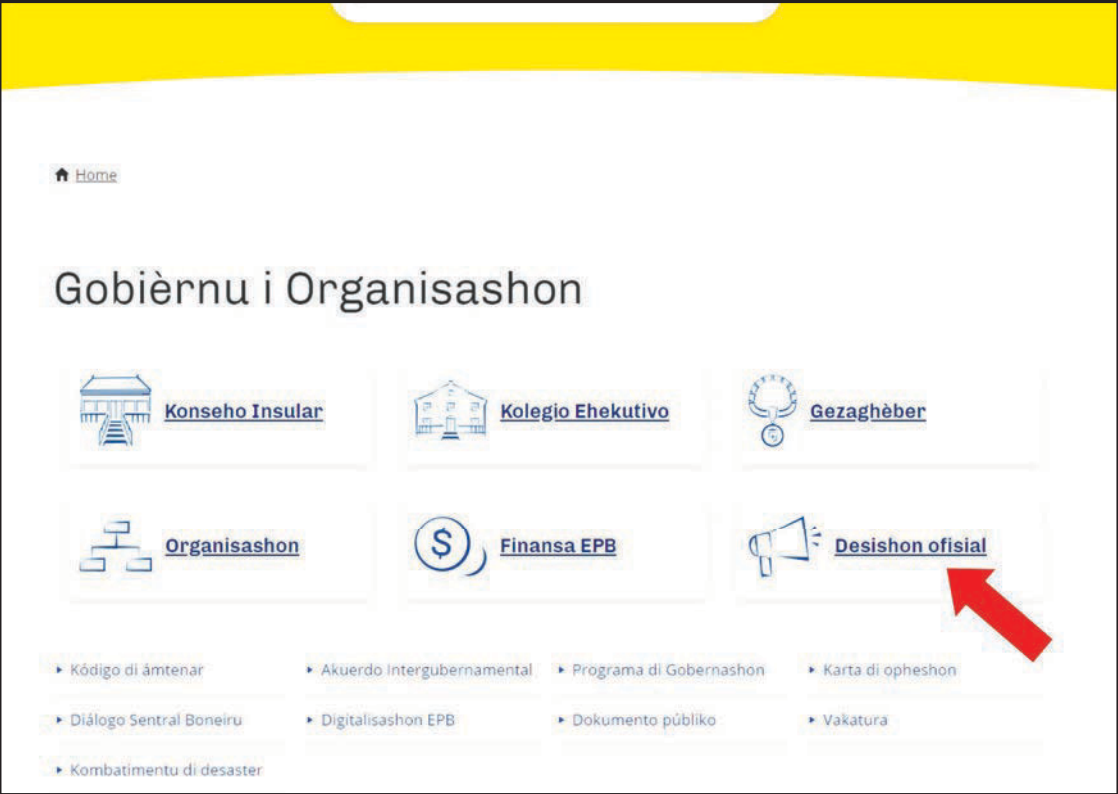 Home
Gobièrnu i Organisashon
Konseho Insular
Kolegio Ehekutivo
Gezaghèber
Organisashon
$
Finansa EPB
Desishon ofisial
Kódigo di ámtenar
Akuerdo Intergubernamental
Programa di Gobernashon
Karta di opheshon
Diálogo Sentral Boneiru
Digitalisashon EPB
Dokumento públiko
Vakatura
Kombatimentu di desaster